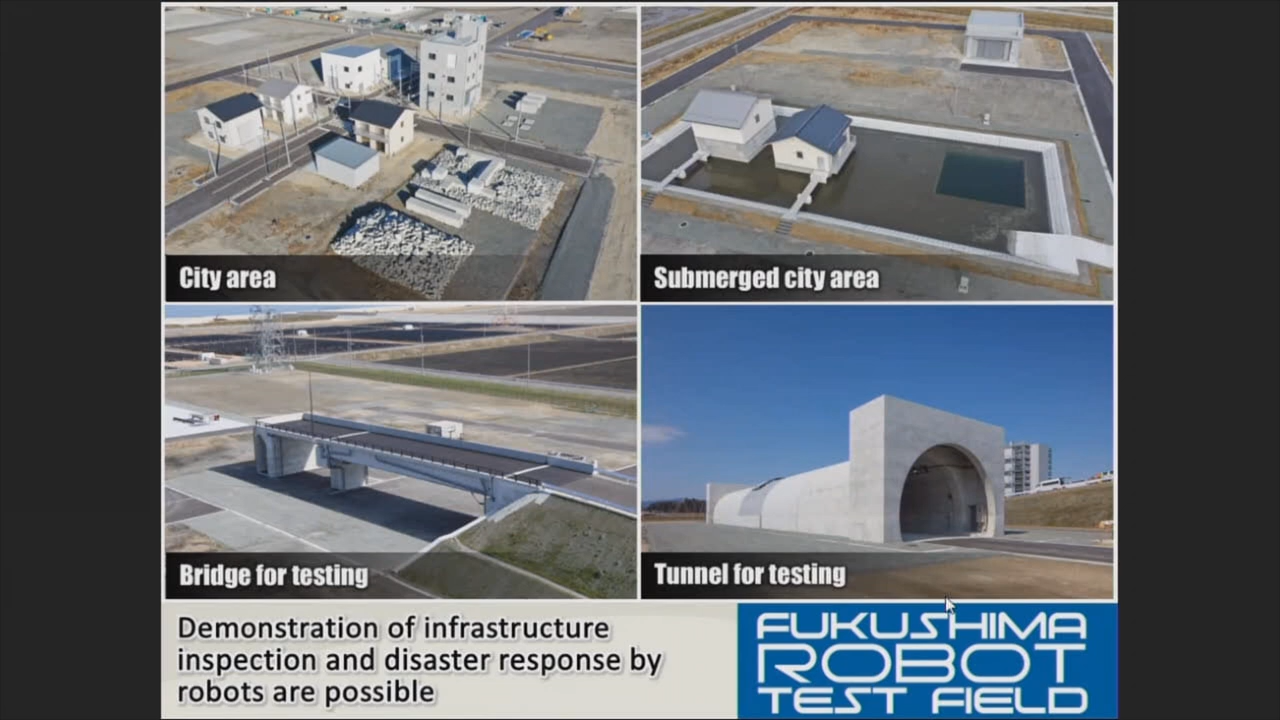 City area
Submerged city area
Bridge for testing
Tunnel for testing
Demonstration of infrastructure
inspection and disaster response by
robots are possible
FUKUSHIMA
ROBOT
TEST FIELD